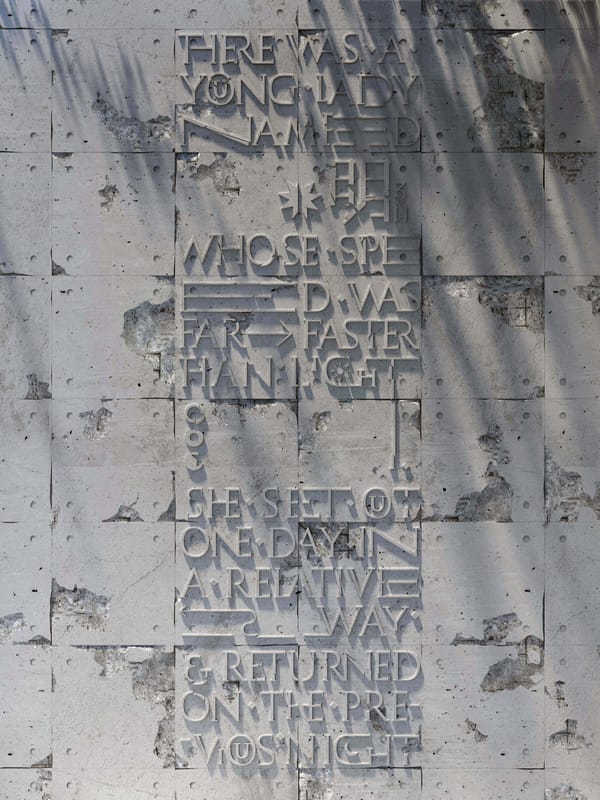 THERE WAS·A
YOUNG·LADY
NAMED
WHOSE·SPE
ED·WAS
FAR → FASTER
THAN·LIGHT
SHE·SET·OUT
ONE·DAY·IN
A·RELATIVE
WAY·
& RETURNED
ON·THE·PRE-
VIOUS·NIGHT